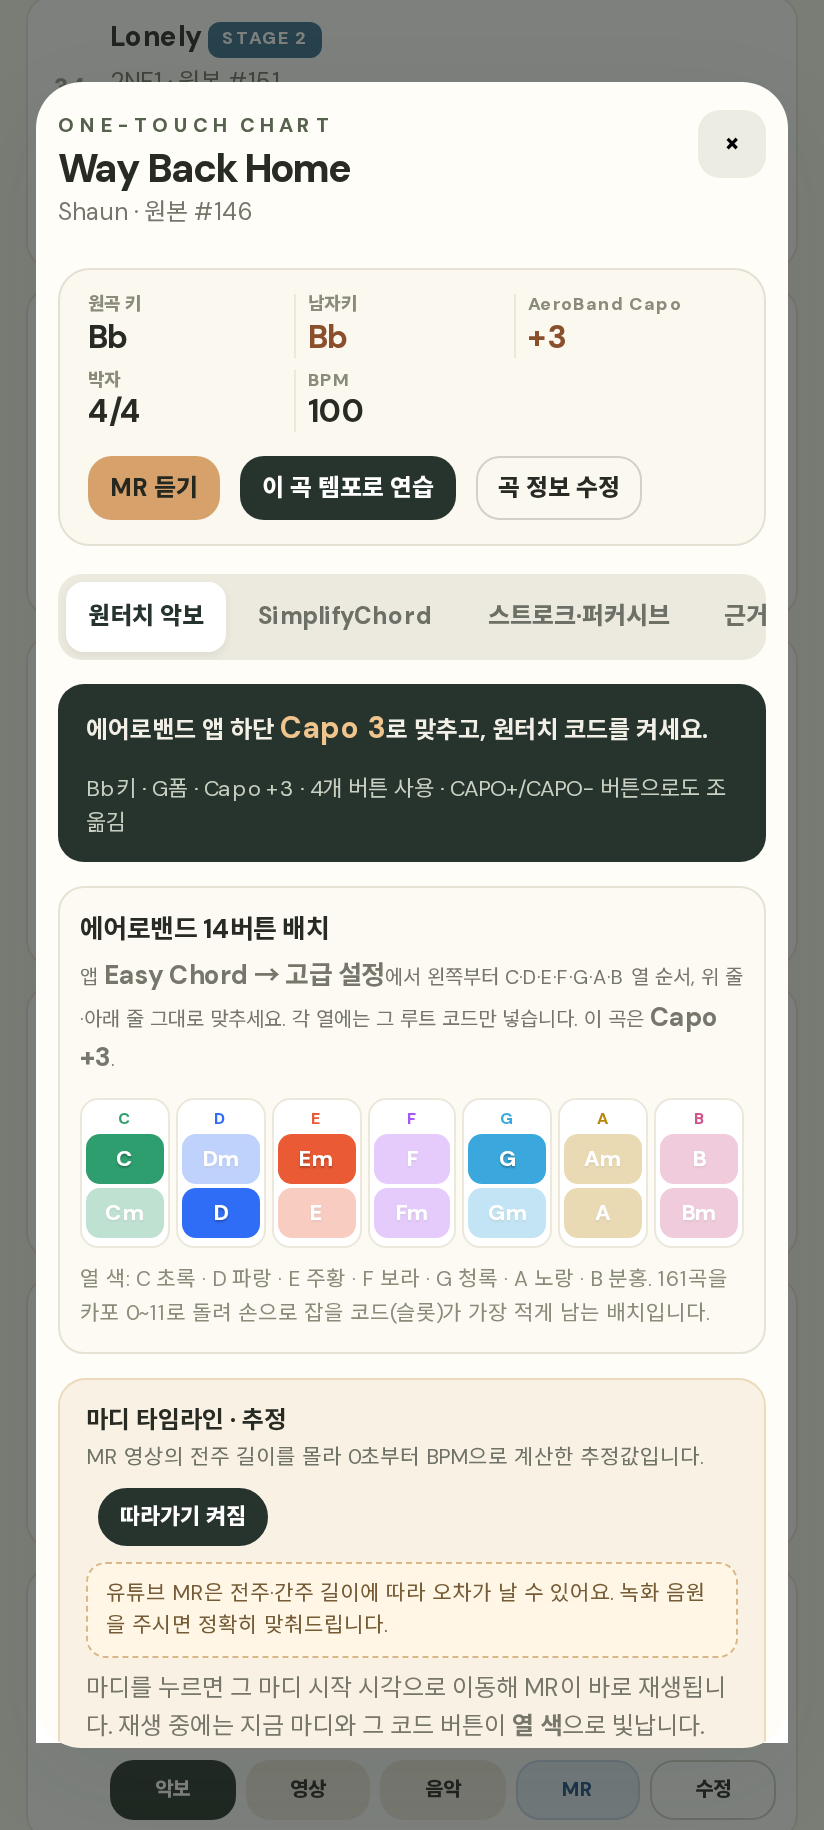 Lonely STAGE 2
2NE1 · 원본 #151
ONE-TOUCH CHART
×
Way Back Home
Shaun · 원본 #146
원곡 키 남자키 AeroBand Capo
Bb Bb +3
박자 BPM
4/4 100
MR 듣기 이 곡 템포로 연습 곡 정보 수정
원터치 악보 SimplifyChord 스트로크·퍼커시브 근거
에어로밴드 앱 하단 Capo 3로 맞추고, 원터치 코드를 켜세요.
Bb키 · G폼 · Capo +3 · 4개 버튼 사용 · CAPO+/CAPO- 버튼으로도 조
옮김
에어로밴드 14버튼 배치
앱 Easy Chord → 고급 설정에서 왼쪽부터 C·D·E·F·G·A·B 열 순서, 위 줄
·아래 줄 그대로 맞추세요. 각 열에는 그 루트 코드만 넣습니다. 이 곡은 Capo
+3.
C D E F G A B
C Dm Em F G Am B
Cm D E Fm Gm A Bm
열 색: C 초록 · D 파랑 · E 주황 · F 보라 · G 청록 · A 노랑 · B 분홍. 161곡을
카포 0~11로 돌려 손으로 잡을 코드(슬롯)가 가장 적게 남는 배치입니다.
마디 타임라인 · 추정
MR 영상의 전주 길이를 몰라 0초부터 BPM으로 계산한 추정값입니다.
따라가기 켜짐
유튜브 MR은 전주·간주 길이에 따라 오차가 날 수 있어요. 녹화 음원
을 주시면 정확히 맞춰드립니다.
마디를 누르면 그 마디 시작 시각으로 이동해 MR이 바로 재생됩니
다. 재생 중에는 지금 마디와 그 코드 버튼이 열 색으로 빛납니다.
악보 영상 음악 MR 수정